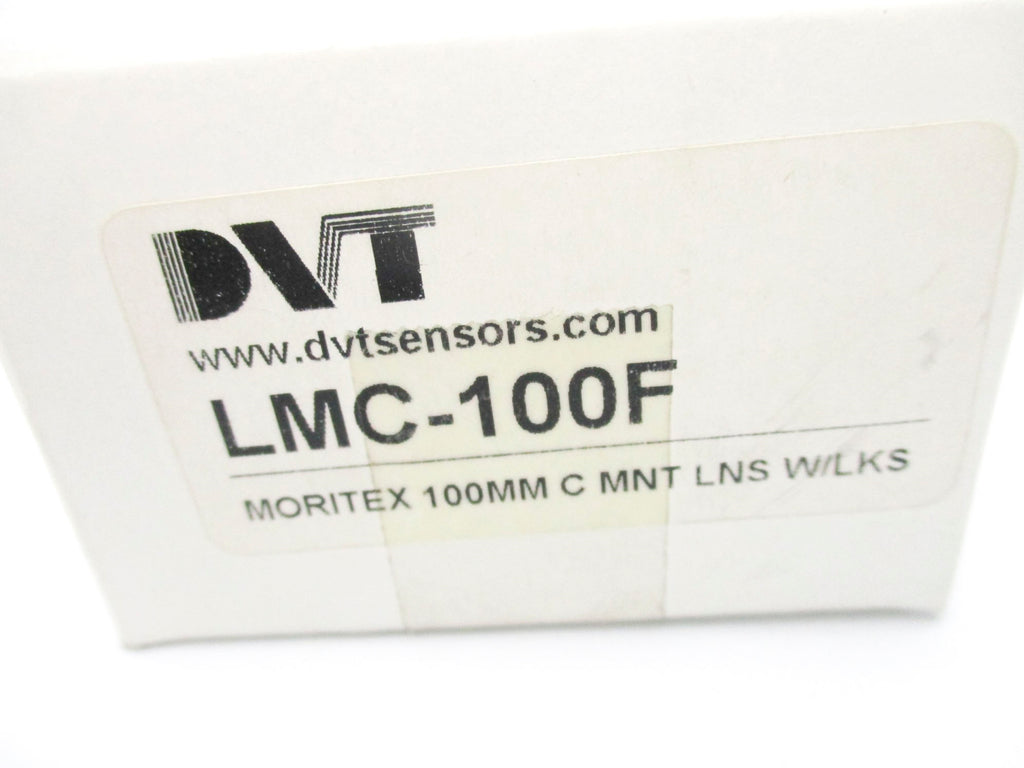 DVT
www.dvtsensors.com
LMC-100F
MORITEX 100MM C MNT LNS W/LKS